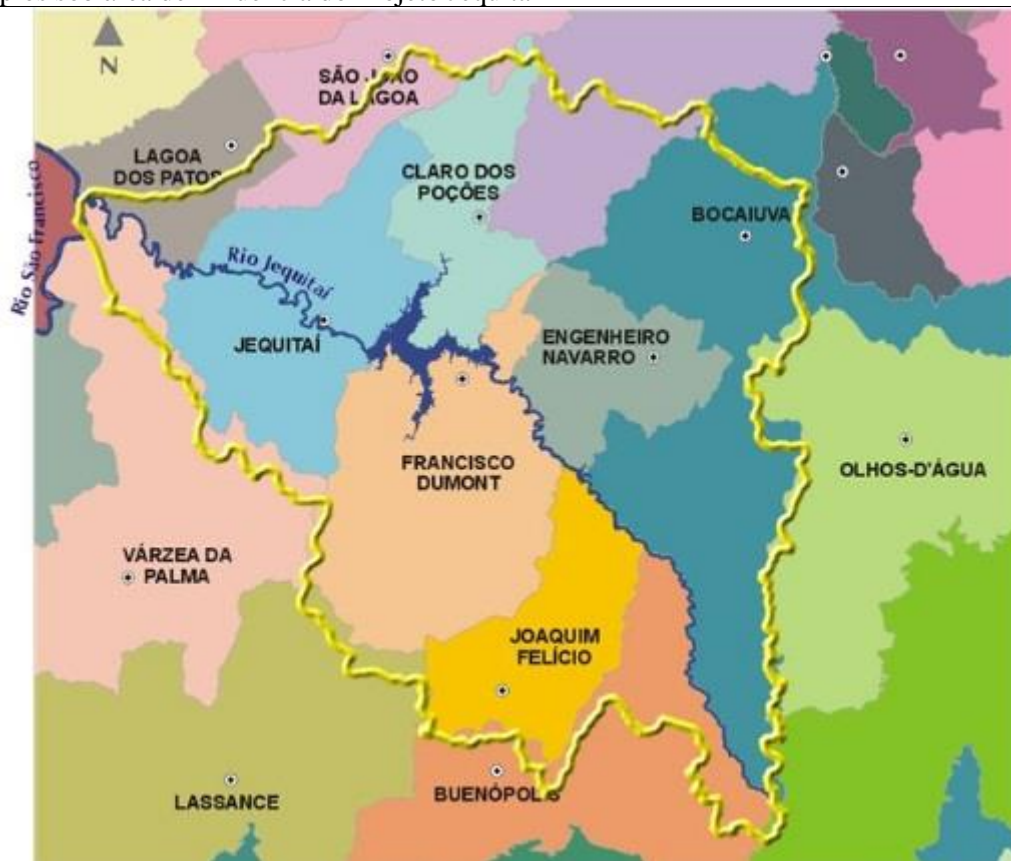 N
SÃO JOÃO
DA LAGOA
LAGOA
DOS PATOS
CLARO DOS
POÇÕES
BOCAIUVA
Rio São Francisco
Rio Jequitaí
JEQUITAÍ
ENGENHEIRO
NAVARRO
FRANCISCO
DUMONT
OLHOS-D'ÁGUA
VÁRZEA DA
PALMA
JOAQUIM
FELÍCIO
LASSANCE
BUENÓPOLIS